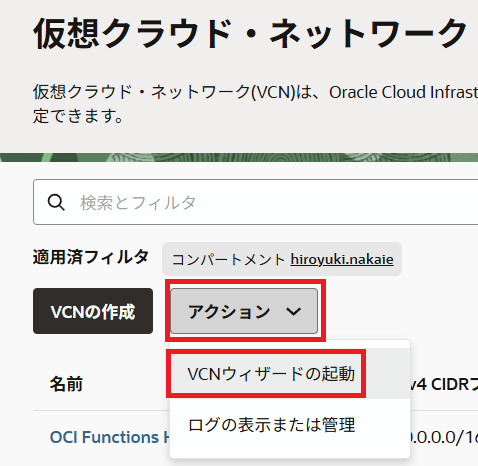 仮想クラウド・ネットワーク
仮想クラウド・ネットワーク(VCN)は、Oracle Cloud Infrast
定できます。
検索とフィルタ
適用済フィルタ コンパートメント hiroyuki.nakaie
VCNの作成 アクション
VCNウィザードの起動
名前 v4 CIDRブ
ログの表示または管理
OCI Functions H 0.0.0.0/16